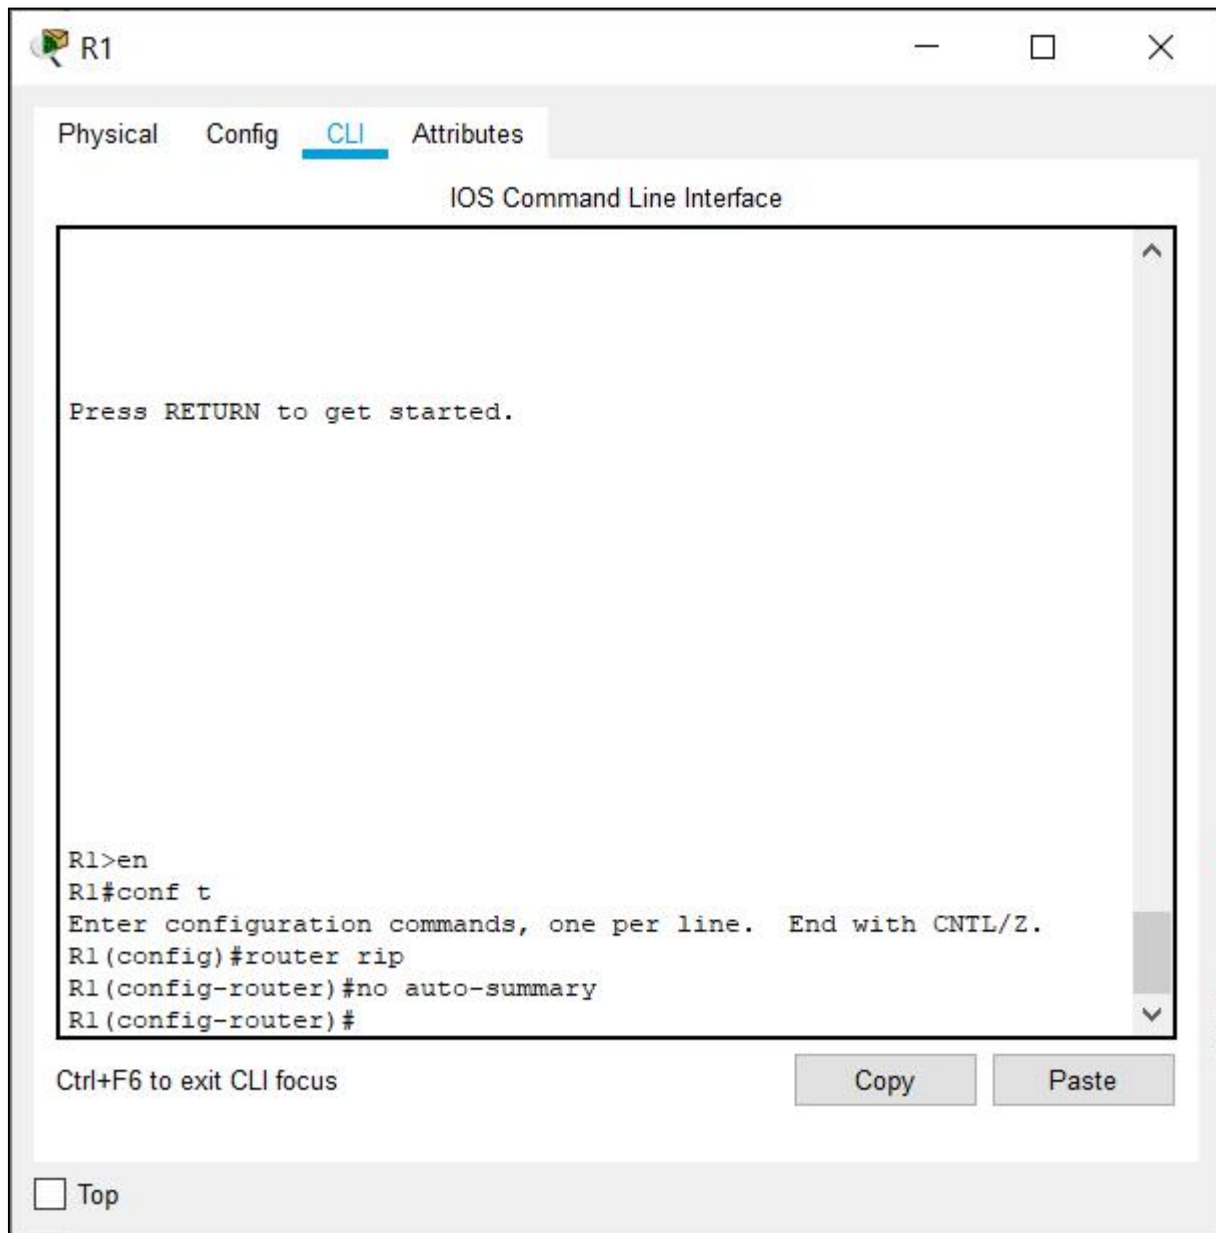 R1
Physical Config CLI Attributes
IOS Command Line Interface
Press RETURN to get started.
R1>en
R1#conf t
Enter configuration commands, one per line.  End with CNTL/Z.
R1(config)#router rip
R1(config-router)#no auto-summary
R1(config-router)#
Ctrl+F6 to exit CLI focus
Copy Paste
Top